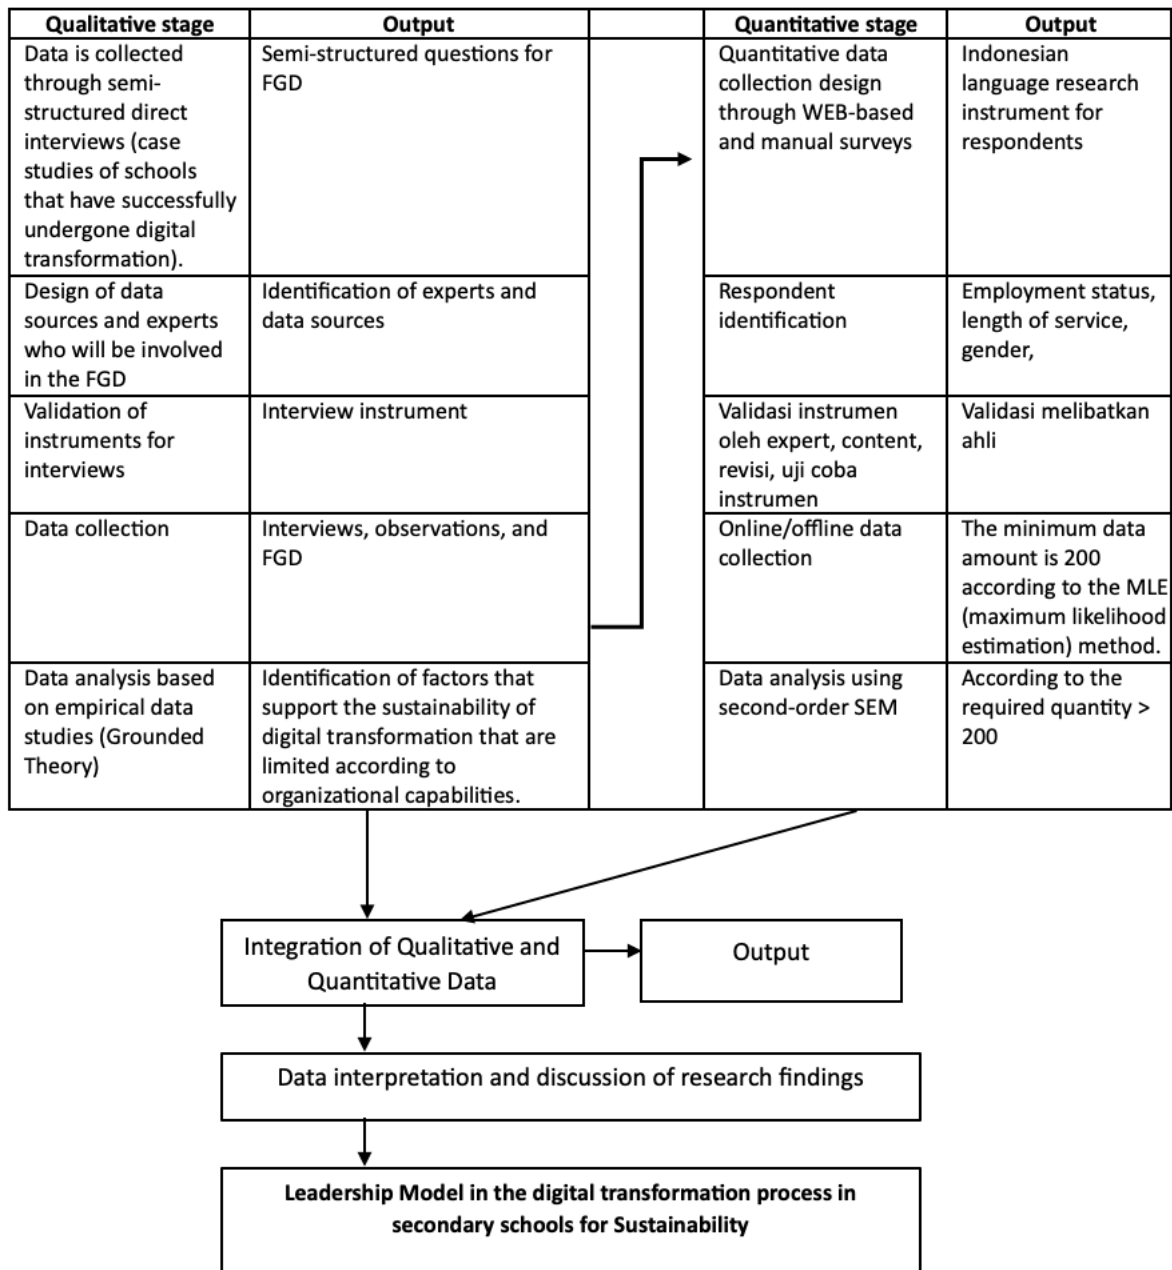 Qualitative stage
Output
Quantitative stage
Output
Data is collected
through semi-
structured direct
interviews (case
studies of schools
that have successfully
undergone digital
transformation).
Semi-structured questions for
FGD
Quantitative data
collection design
through WEB-based
and manual surveys
Indonesian
language research
instrument for
respondents
Design of data
sources and experts
who will be involved
in the FGD
Identification of experts and
data sources
Respondent
identification
Employment status,
length of service,
gender,
Validation of
instruments for
interviews
Interview instrument
Validasi instrumen
oleh expert, content,
revisi, uji coba
instrumen
Validasi melibatkan
ahli
Data collection
Interviews, observations, and
FGD
Online/offline data
collection
The minimum data
amount is 200
according to the MLE
(maximum likelihood
estimation) method.
Data analysis based
on empirical data
studies (Grounded
Theory)
Identification of factors that
support the sustainability of
digital transformation that are
limited according to
organizational capabilities.
Data analysis using
second-order SEM
According to the
required quantity >
200
Integration of Qualitative and
Quantitative Data
Output
Data interpretation and discussion of research findings
Leadership Model in the digital transformation process in
secondary schools for Sustainability